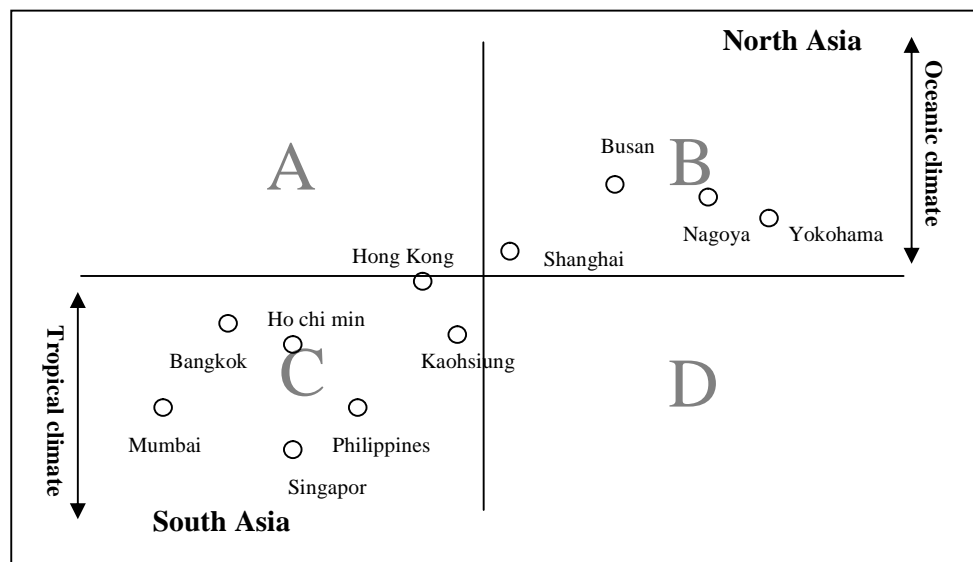 North Asia
Oceanic climate
A
B
Busan
Nagoya
Yokohama
Hong Kong
Shanghai
Tropical climate
Ho chi min
Bangkok
C
Kaohsiung
D
Mumbai
Philippines
Singapor
South Asia